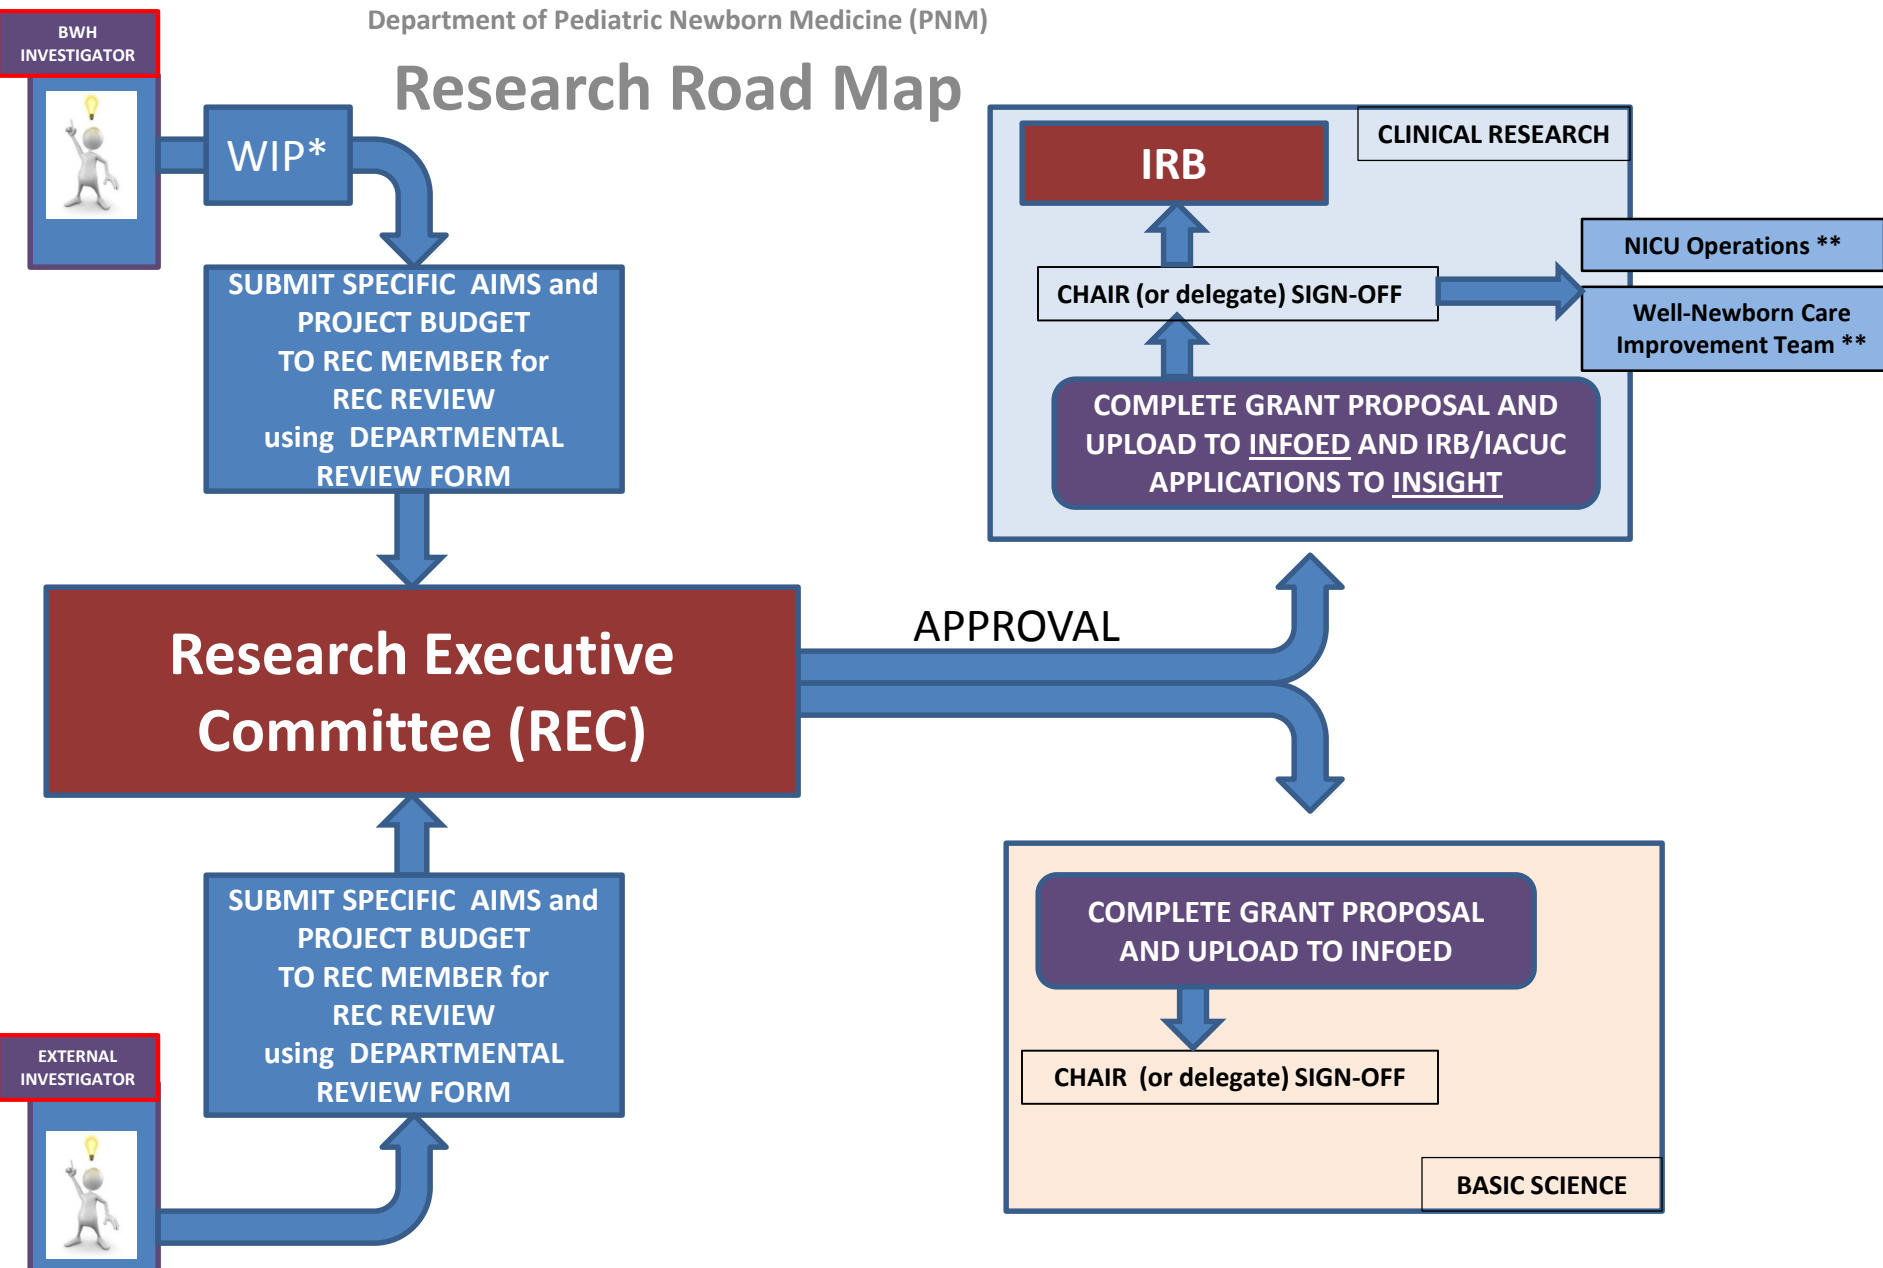 Department of Pediatric Newborn Medicine (PNM)
Research Road Map
BWH
INVESTIGATOR
WIP*
SUBMIT SPECIFIC AIMS and
PROJECT BUDGET
TO REC MEMBER for
REC REVIEW
using DEPARTMENTAL
REVIEW FORM
Research Executive
Committee (REC)
SUBMIT SPECIFIC AIMS and
PROJECT BUDGET
TO REC MEMBER for
REC REVIEW
using DEPARTMENTAL
REVIEW FORM
EXTERNAL
INVESTIGATOR
APPROVAL
CLINICAL RESEARCH
IRB
CHAIR (or delegate) SIGN-OFF
NICU Operations **
Well-Newborn Care
Improvement Team **
COMPLETE GRANT PROPOSAL AND
UPLOAD TO INFOED AND IRB/IACUC
APPLICATIONS TO INSIGHT
COMPLETE GRANT PROPOSAL
AND UPLOAD TO INFOED
CHAIR (or delegate) SIGN-OFF
BASIC SCIENCE